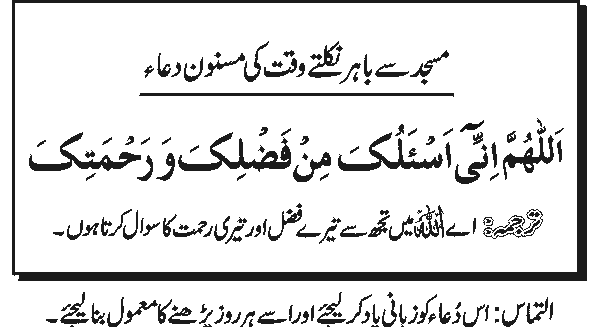 مسجد سے باہر نکلتے وقت کی مسنون دعاء
اَللّٰهُمَّ اِنِّیْٓ اَسْئَلُکَ مِنْ فَضْلِکَ وَ رَحْمَتِکَ
ترجمہ: اے اللہ میں تجھ سے تیرے فضل اور تیری رحمت کا سوال کرتا ہوں۔
التماس: اس دُعاء کو زبانی یاد کر لیجئے اور اسے ہر روز پڑھنے کا معمول بنا لیجئے۔